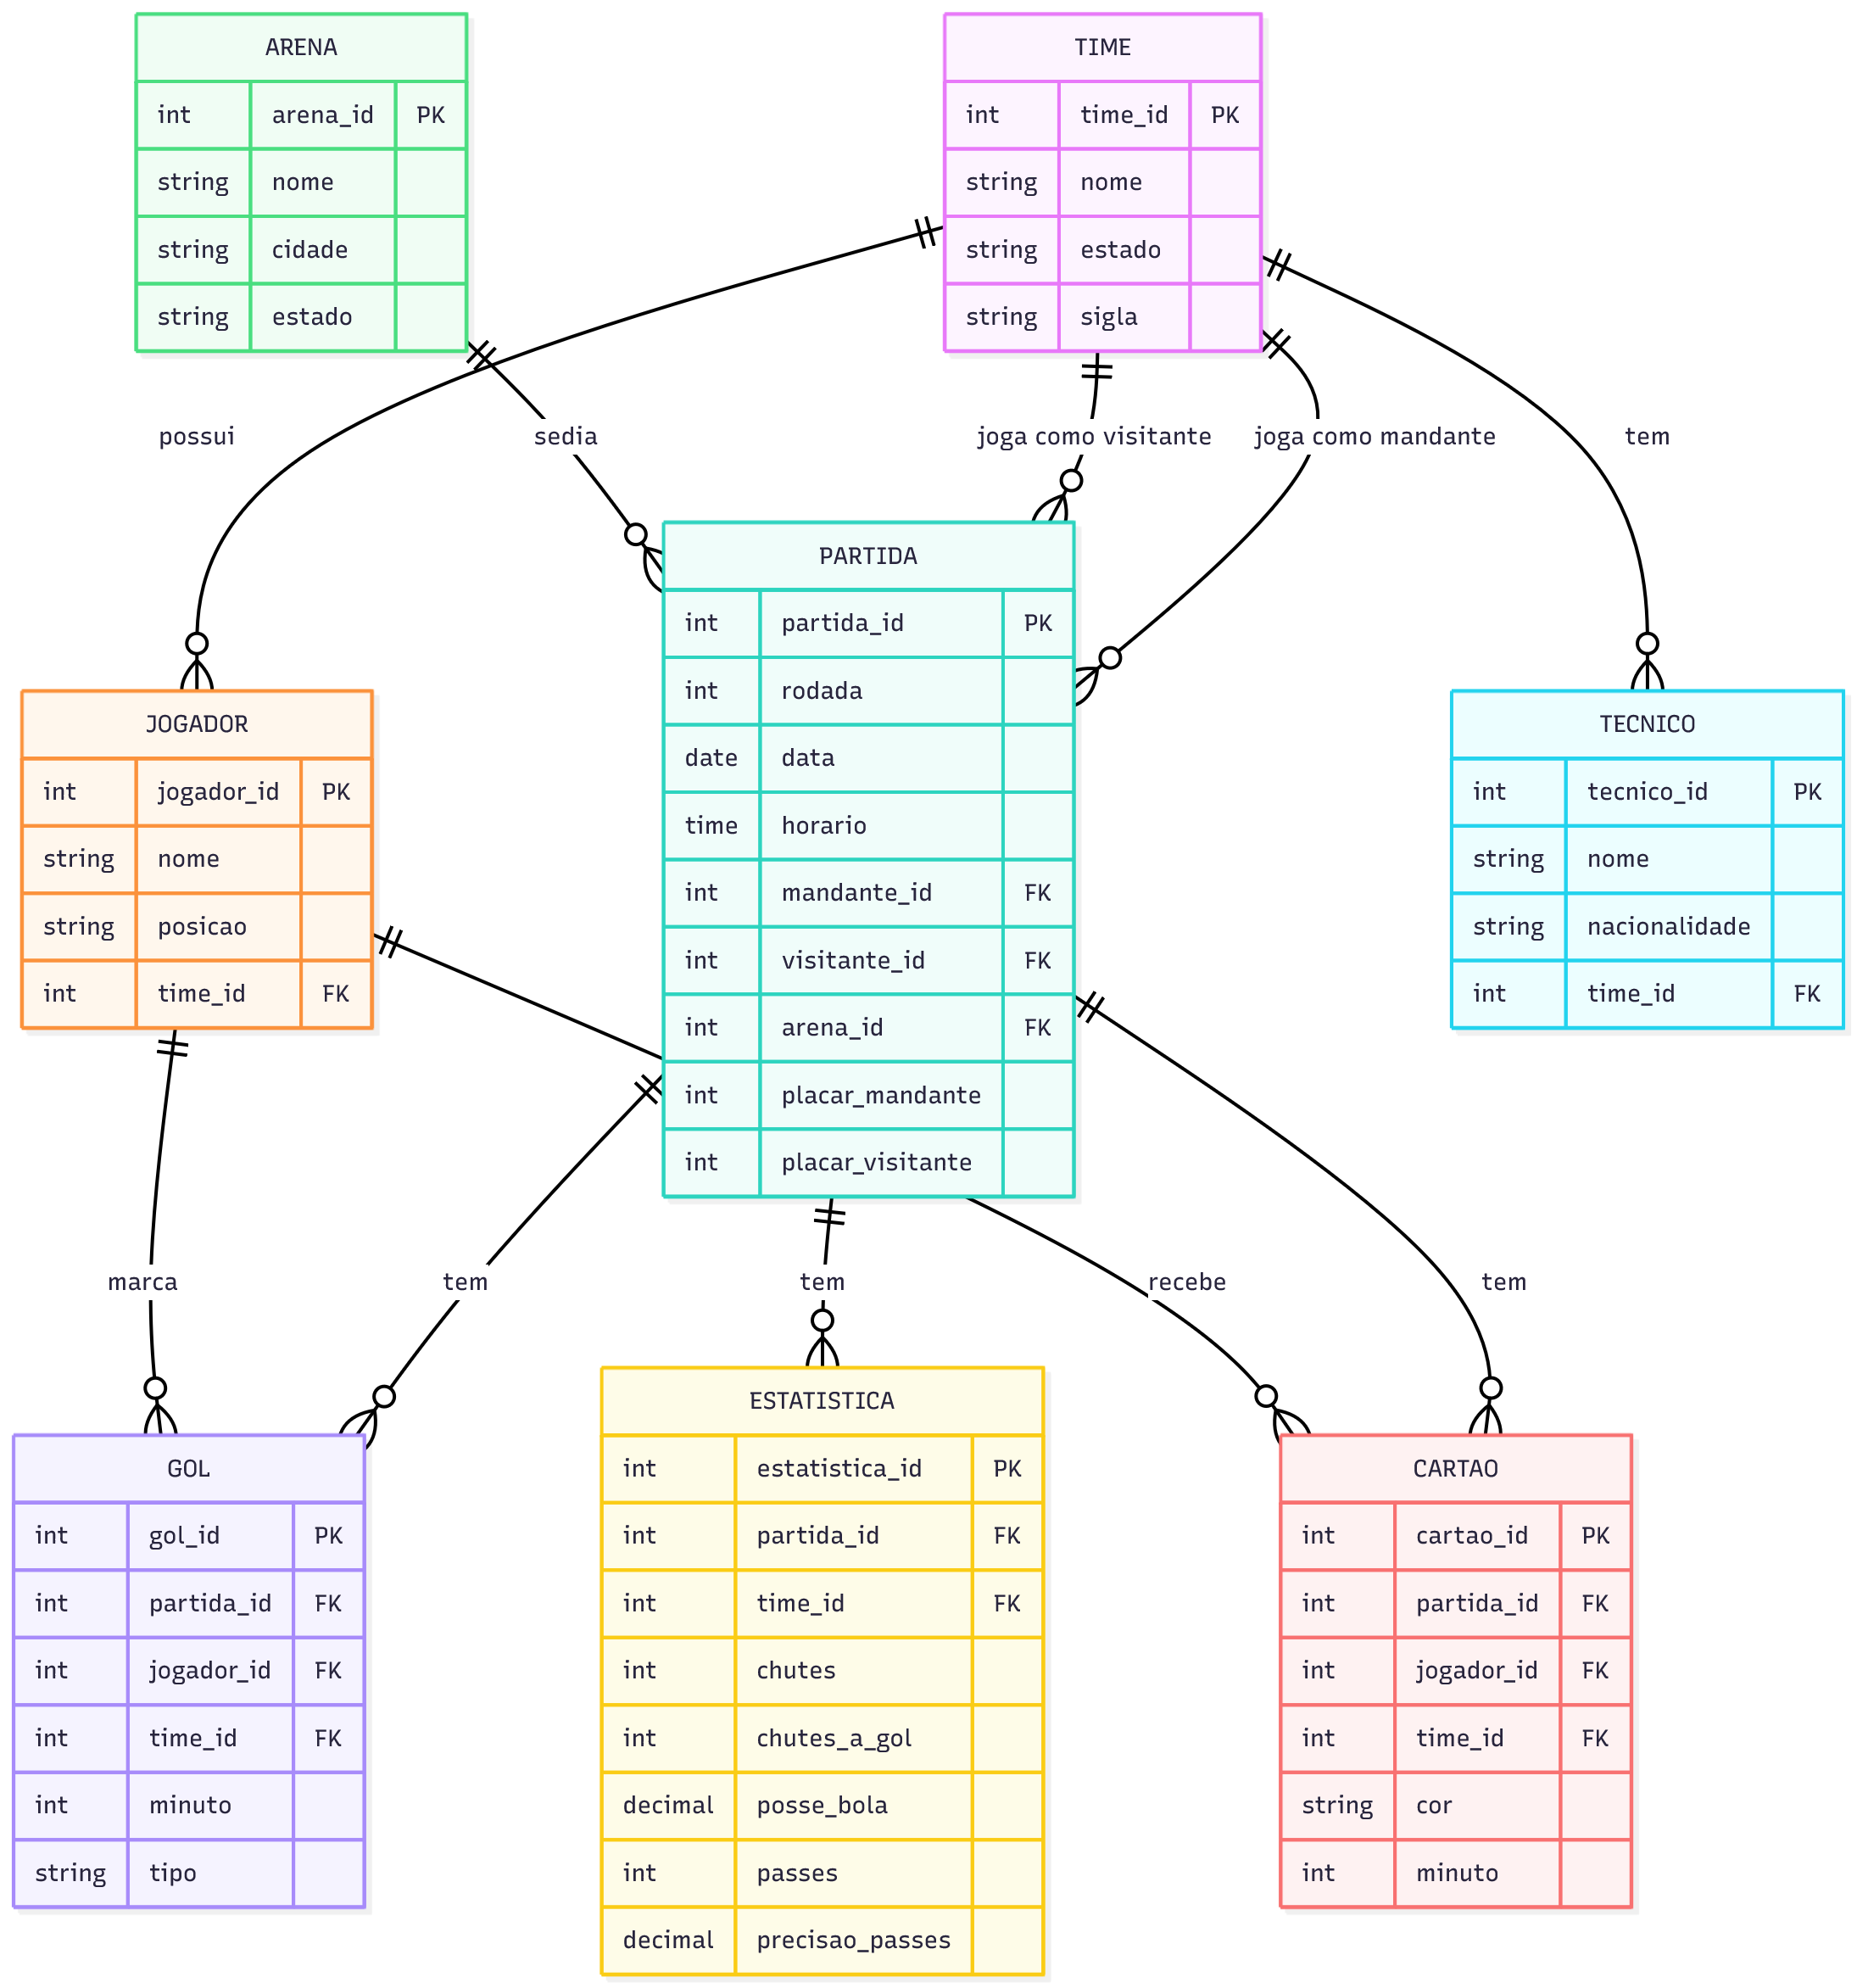 ARENA
int arena_id PK
string nome
string cidade
string estado
TIME
int time_id PK
string nome
string estado
string sigla
possui
sedia
joga como visitante
joga como mandante
tem
PARTIDA
int partida_id PK
int rodada
date data
time horario
int mandante_id FK
int visitante_id FK
int arena_id FK
int placar_mandante
int placar_visitante
JOGADOR
int jogador_id PK
string nome
string posicao
int time_id FK
TECNICO
int tecnico_id PK
string nome
string nacionalidade
int time_id FK
marca
tem
tem
recebe
tem
GOL
int gol_id PK
int partida_id FK
int jogador_id FK
int time_id FK
int minuto
string tipo
ESTATISTICA
int estatistica_id PK
int partida_id FK
int time_id FK
int chutes
int chutes_a_gol
decimal posse_bola
int passes
decimal precisao_passes
CARTAO
int cartao_id PK
int partida_id FK
int jogador_id FK
int time_id FK
string cor
int minuto